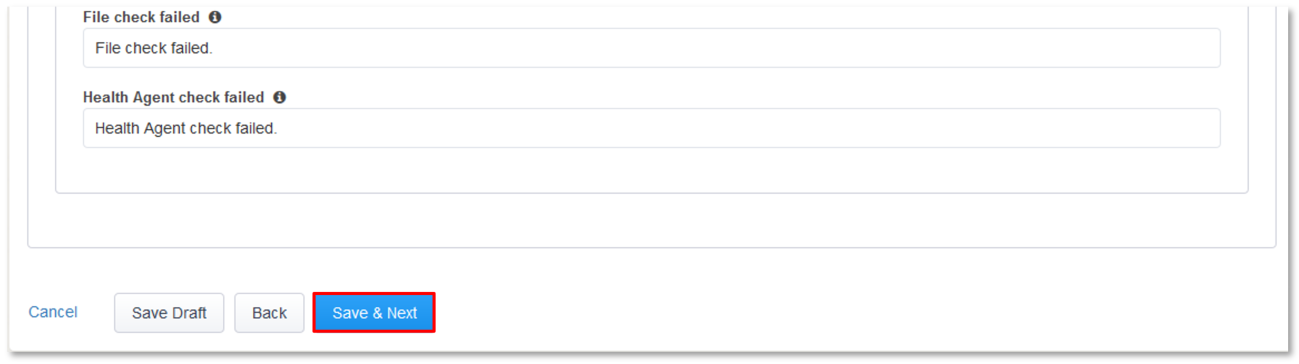 File check failed
File check failed.
Health Agent check failed
Health Agent check failed.
Cancel Save Draft Back Save & Next